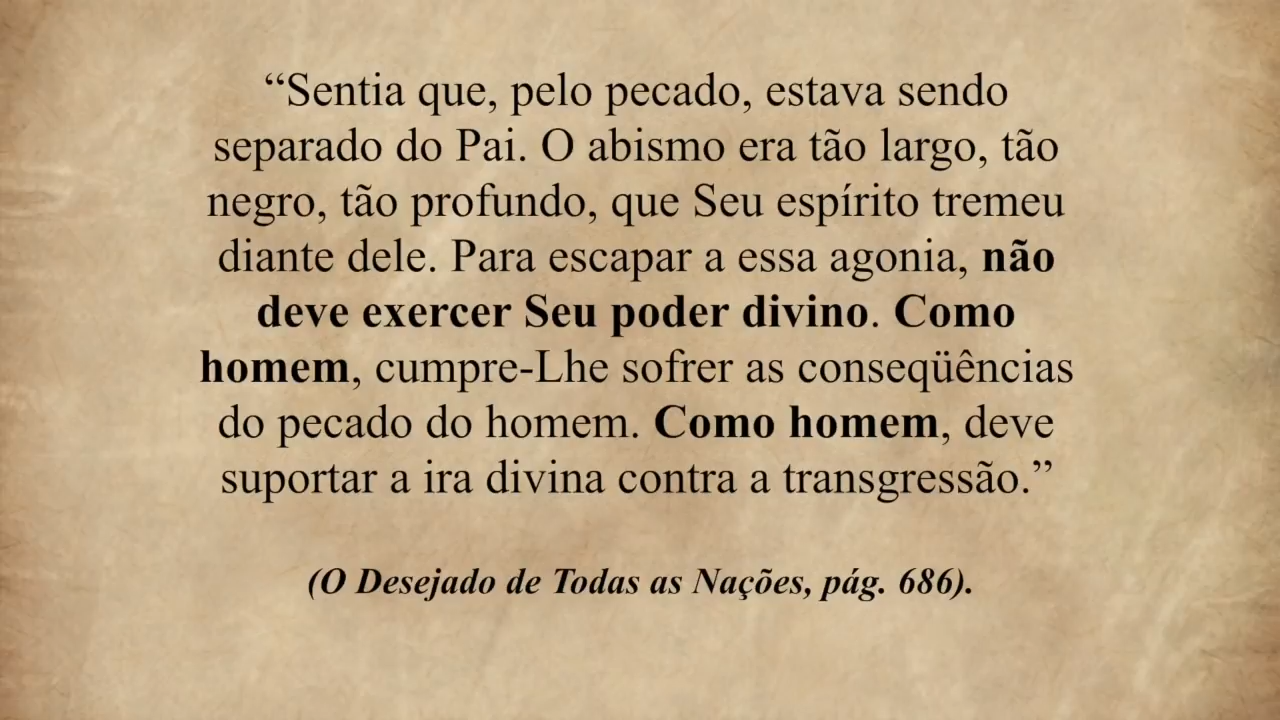 “Sentia que, pelo pecado, estava sendo
separado do Pai. O abismo era tão largo, tão
negro, tão profundo, que Seu espírito tremeu
diante dele. Para escapar a essa agonia, não
deve exercer Seu poder divino. Como
homem, cumpre-Lhe sofrer as conseqüências
do pecado do homem. Como homem, deve
suportar a ira divina contra a transgressão.”
(O Desejado de Todas as Nações, pág. 686).